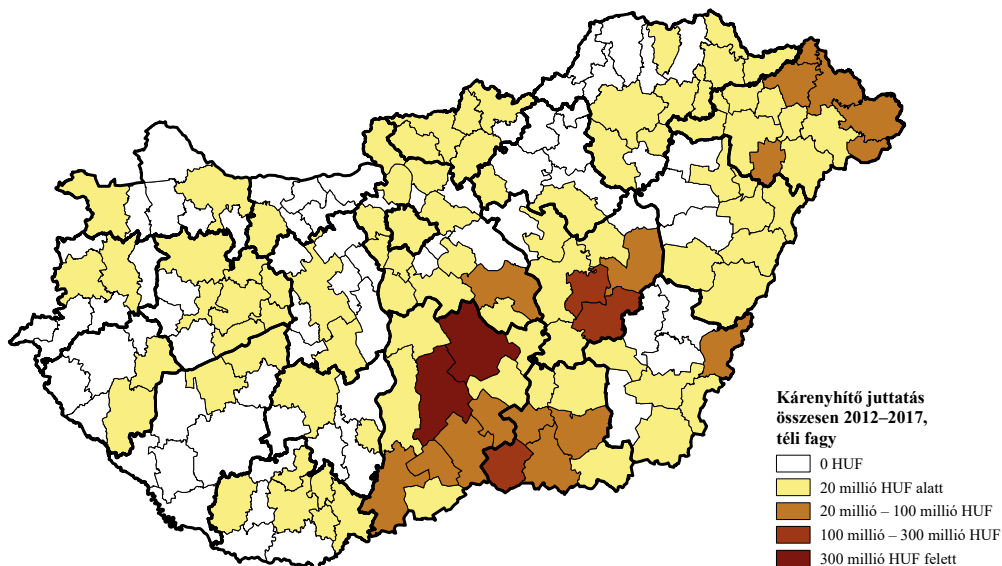 Kárenyhítő juttatás
összesen 2012–2017,
téli fagy
0 HUF
20 millió HUF alatt
20 millió – 100 millió HUF
100 millió – 300 millió HUF
300 millió HUF felett